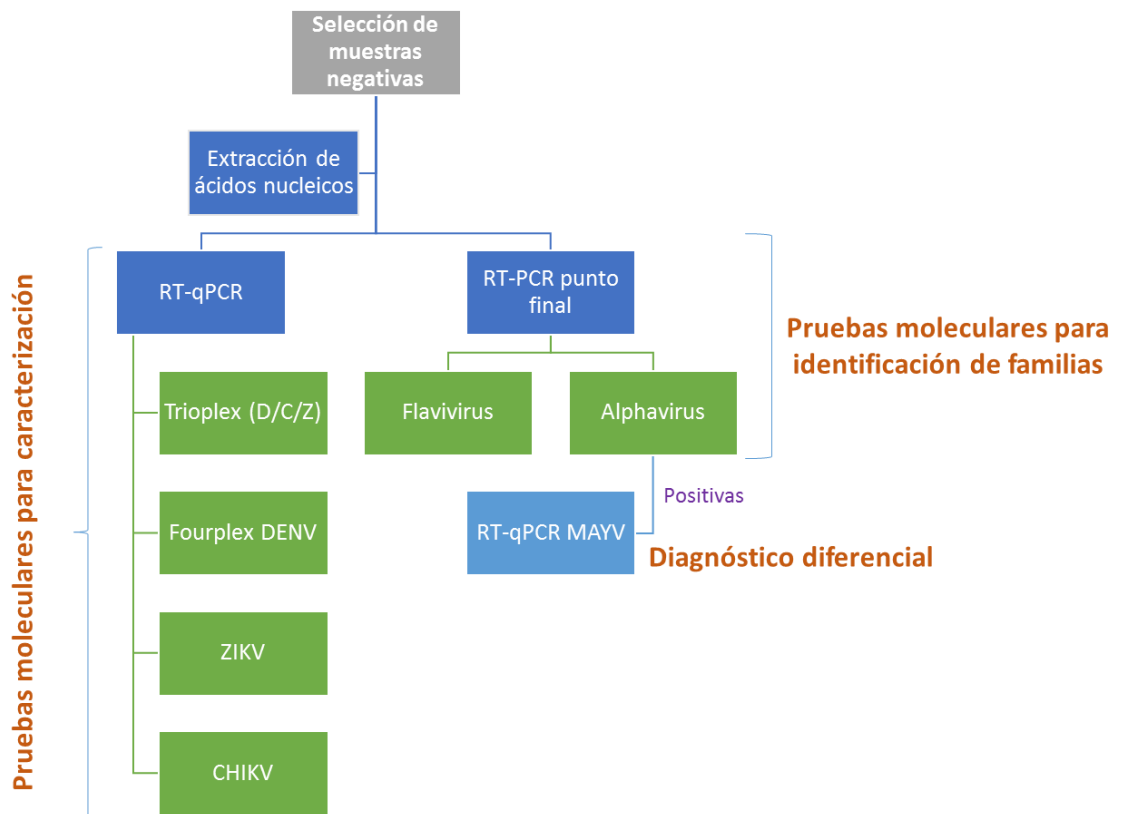 Selección de
muestras
negativas
Extracción de
ácidos nucleicos
RT-qPCR
RT-PCR punto
final
Pruebas moleculares para
identificación de familias
Pruebas moleculares para caracterización
Trioplex (D/C/Z)
Flavivirus
Alphavirus
Positivas
Fourplex DENV
RT-qPCR MAYV
Diagnóstico diferencial
ZIKV
CHIKV